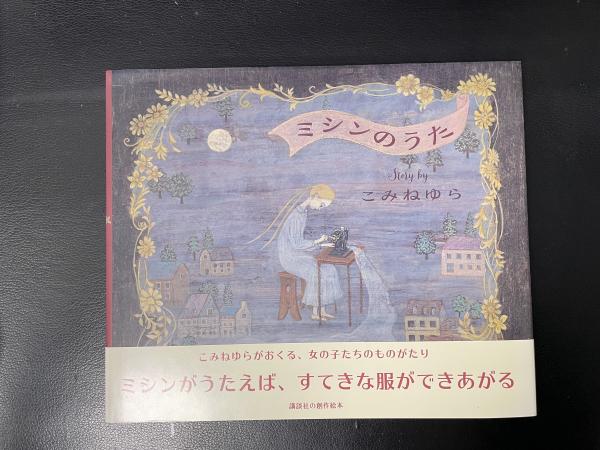 ミシンのうた
Story by
こみねゆら
こみねゆらがおくる、女の子たちのものがたり
ミシンがうたえば、すてきな服ができあがる
講談社の創作絵本